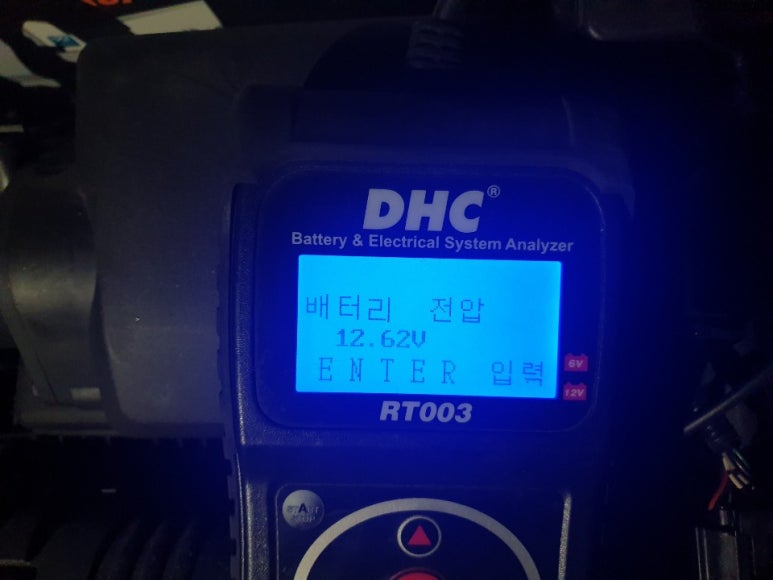 DHC®
Battery & Electrical System Analyzer
배터리 전압
12.62V
ENTER 입력
6V
12V
RT003